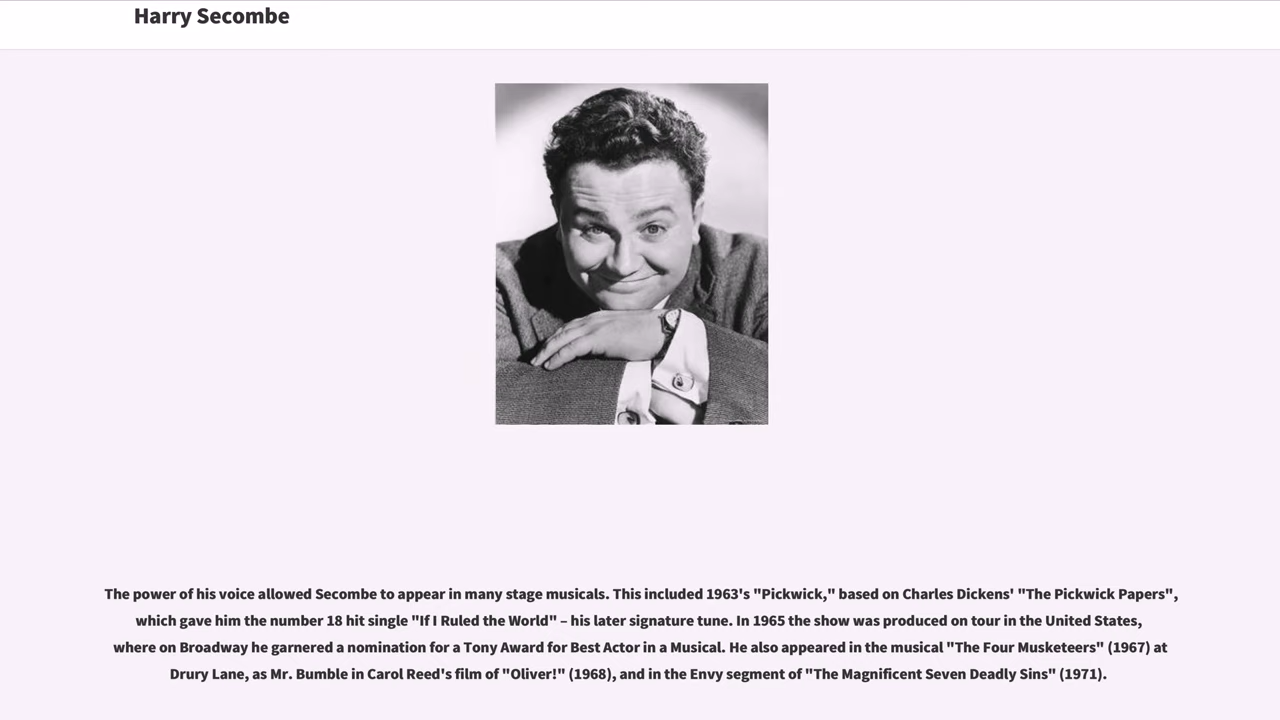 Harry Secombe
The power of his voice allowed Secombe to appear in many stage musicals. This included 1963's "Pickwick," based on Charles Dickens' "The Pickwick Papers",
which gave him the number 18 hit single "If I Ruled the World" – his later signature tune. In 1965 the show was produced on tour in the United States,
where on Broadway he garnered a nomination for a Tony Award for Best Actor in a Musical. He also appeared in the musical "The Four Musketeers" (1967) at
Drury Lane, as Mr. Bumble in Carol Reed's film of "Oliver!" (1968), and in the Envy segment of "The Magnificent Seven Deadly Sins" (1971).